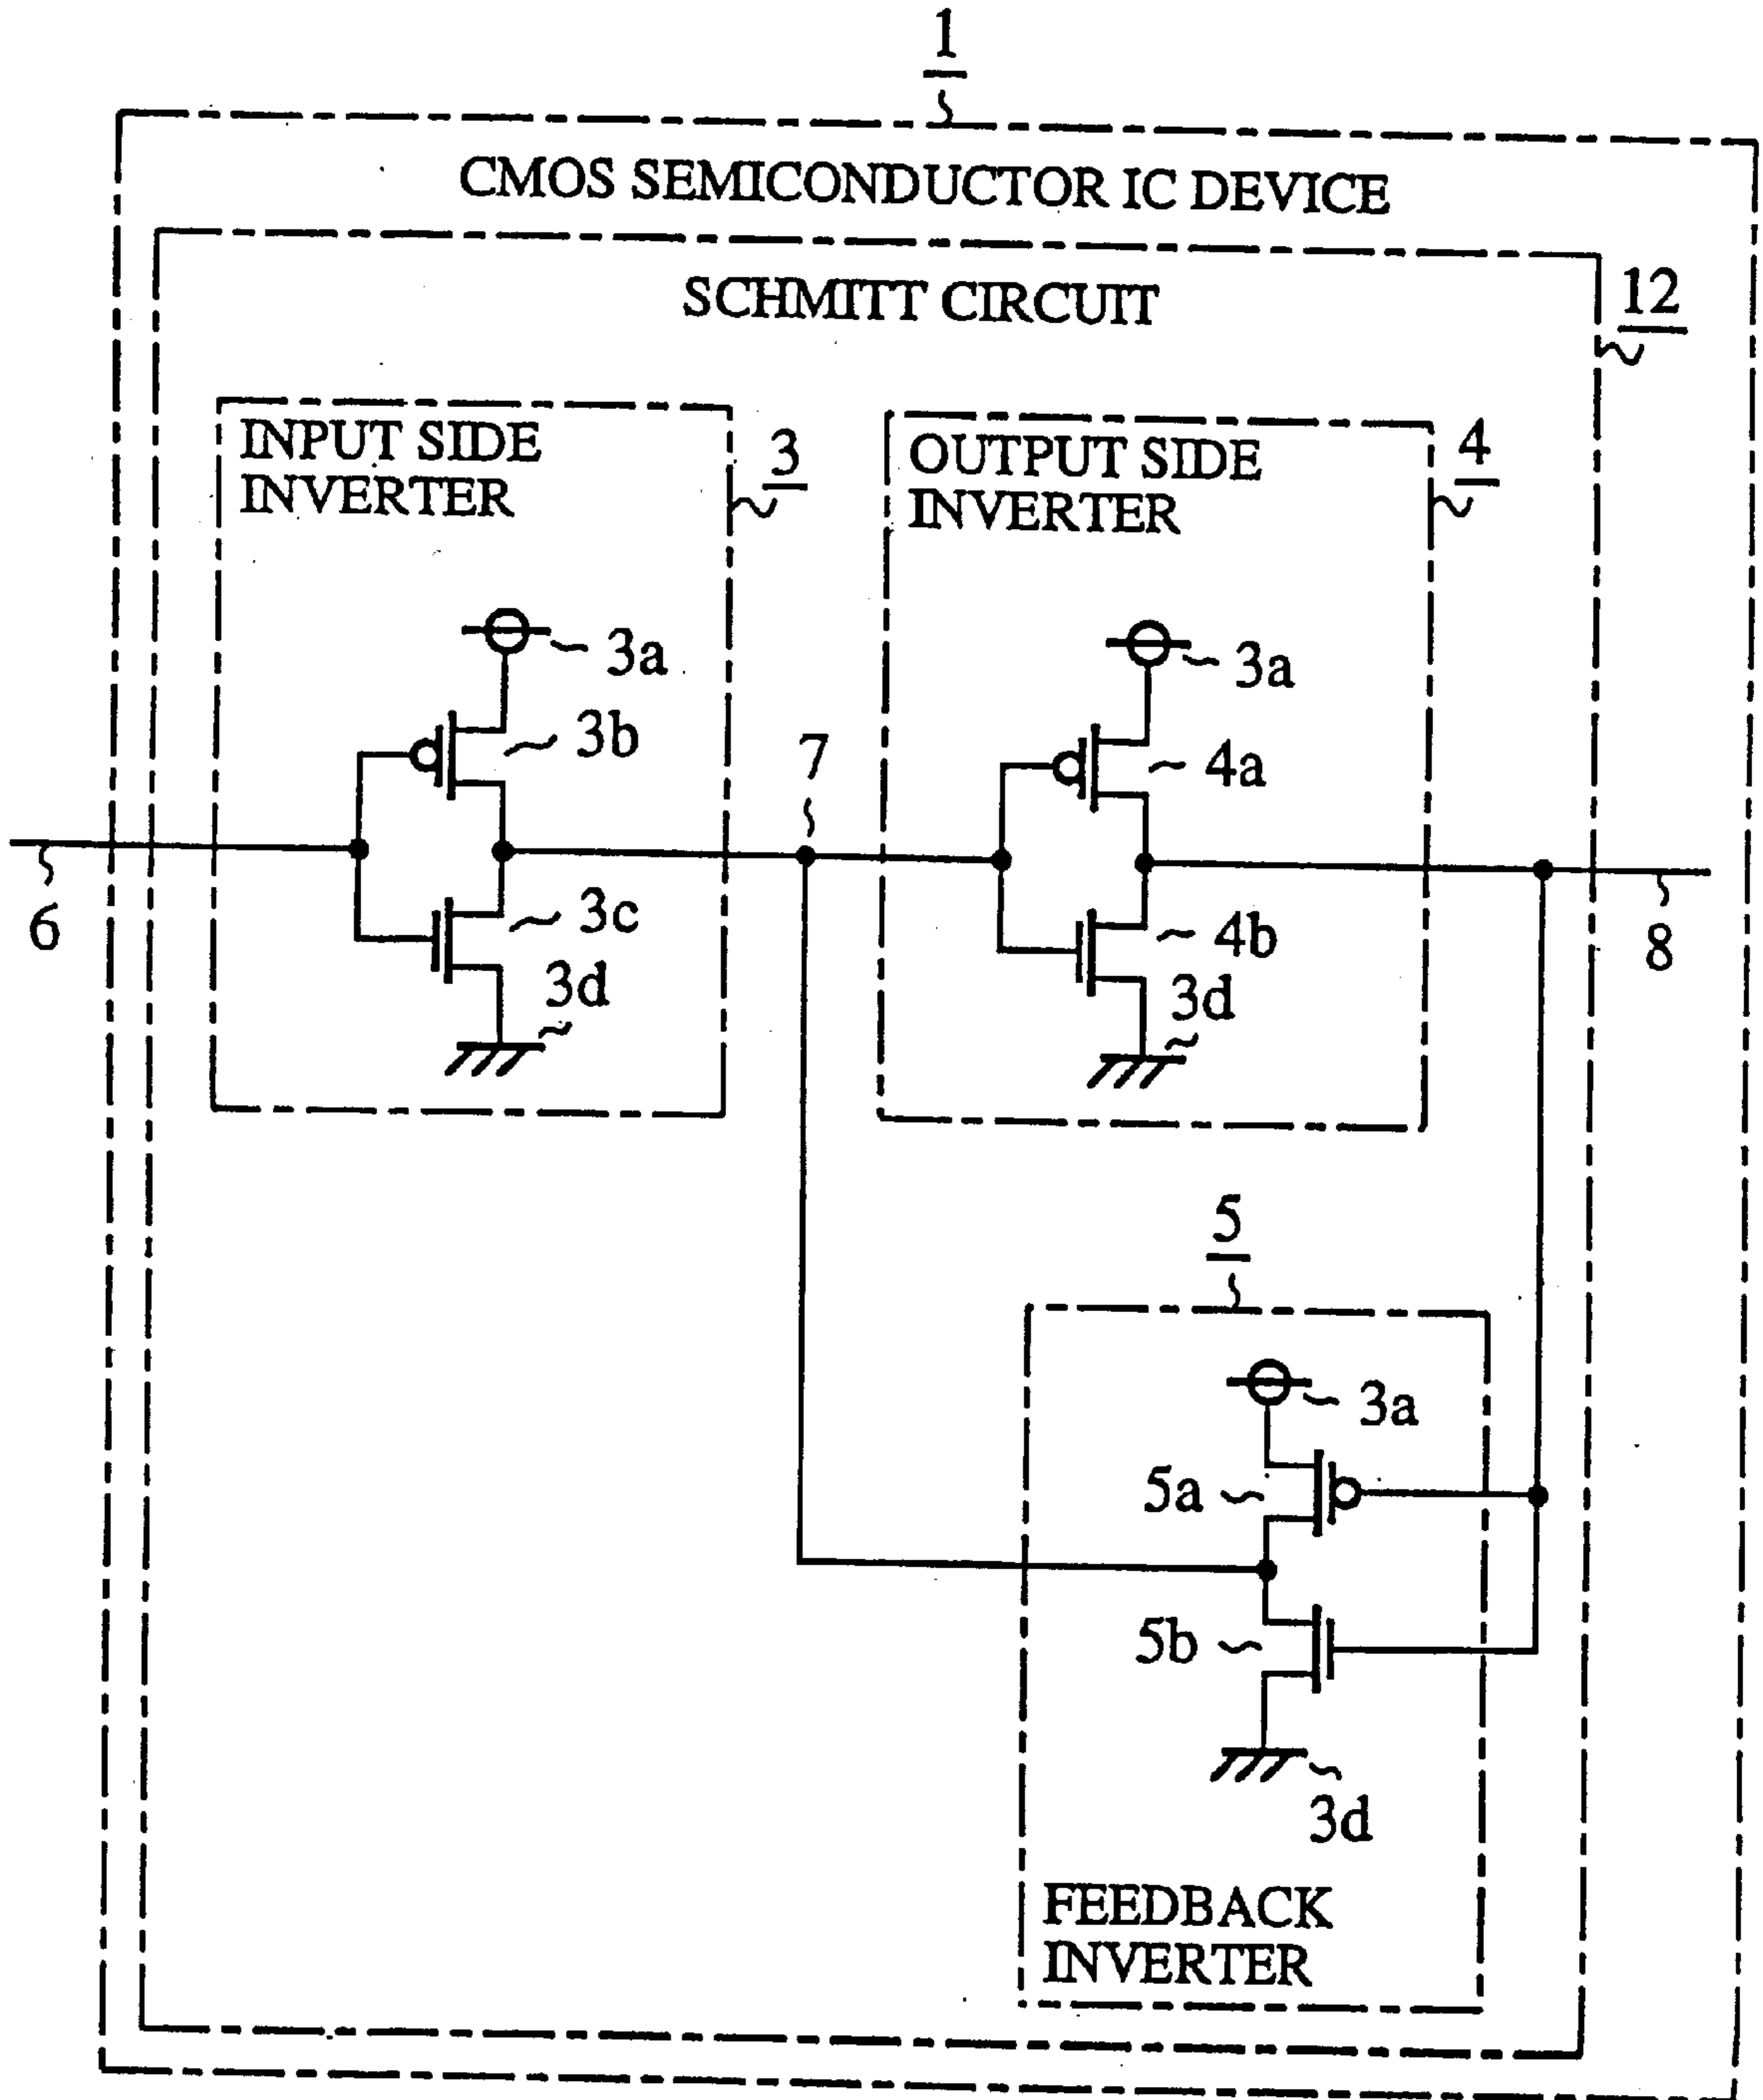 1
CMOS SEMICONDUCTOR IC DEVICE
SCHMITT CIRCUIT
12
INPUT SIDE
INVERTER
3
OUTPUT SIDE
INVERTER
4
3a
3a
3b
4a
7
6
3c
4b
8
3d
3d
5
3a
5a
5b
3d
FEEDBACK
INVERTER